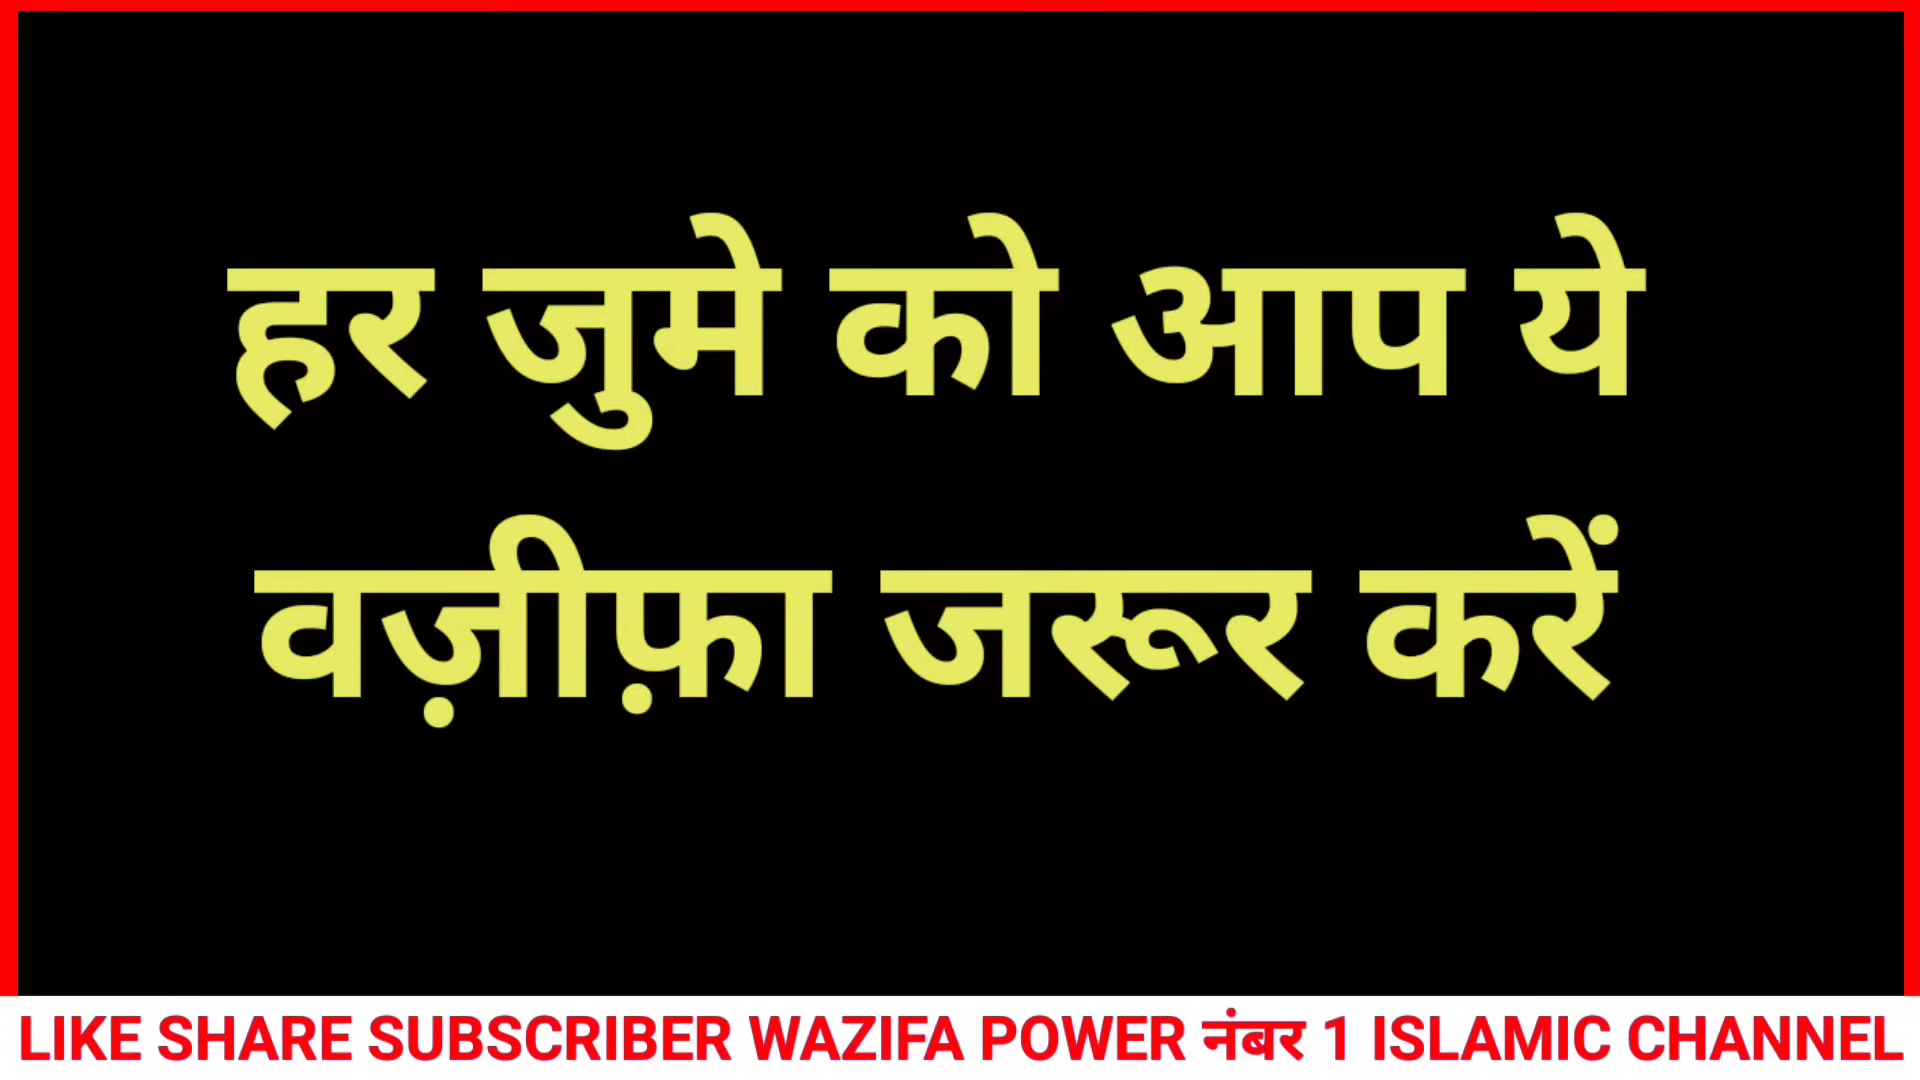 हर जुमे को आप ये
वज़ीफ़ा जरूर करें
LIKE SHARE SUBSCRIBER WAZIFA POWER नंबर 1 ISLAMIC CHANNEL